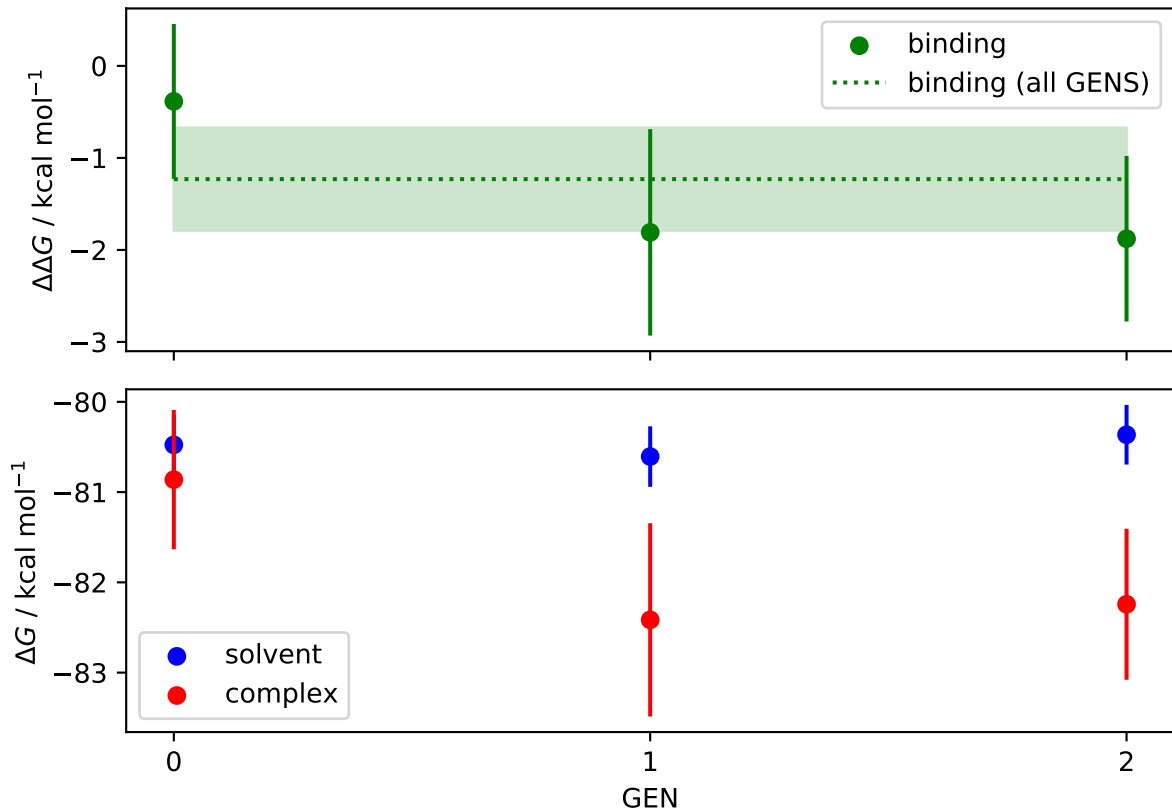 0
−1
−2
−3
ΔΔG / kcal mol⁻¹
binding
binding (all GENS)
−80
−81
−82
−83
ΔG / kcal mol⁻¹
solvent
complex
0 1 2
GEN